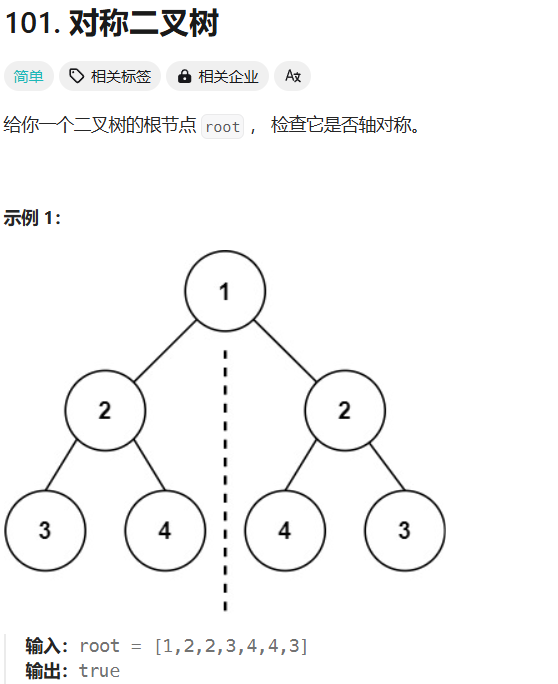 101. 对称二叉树
简单 相关标签 相关企业 Aあ
给你一个二叉树的根节点 root ， 检查它是否轴对称。
示例 1：
1
2 2
3 4 4 3
输入：root = [1,2,2,3,4,4,3]
输出：true